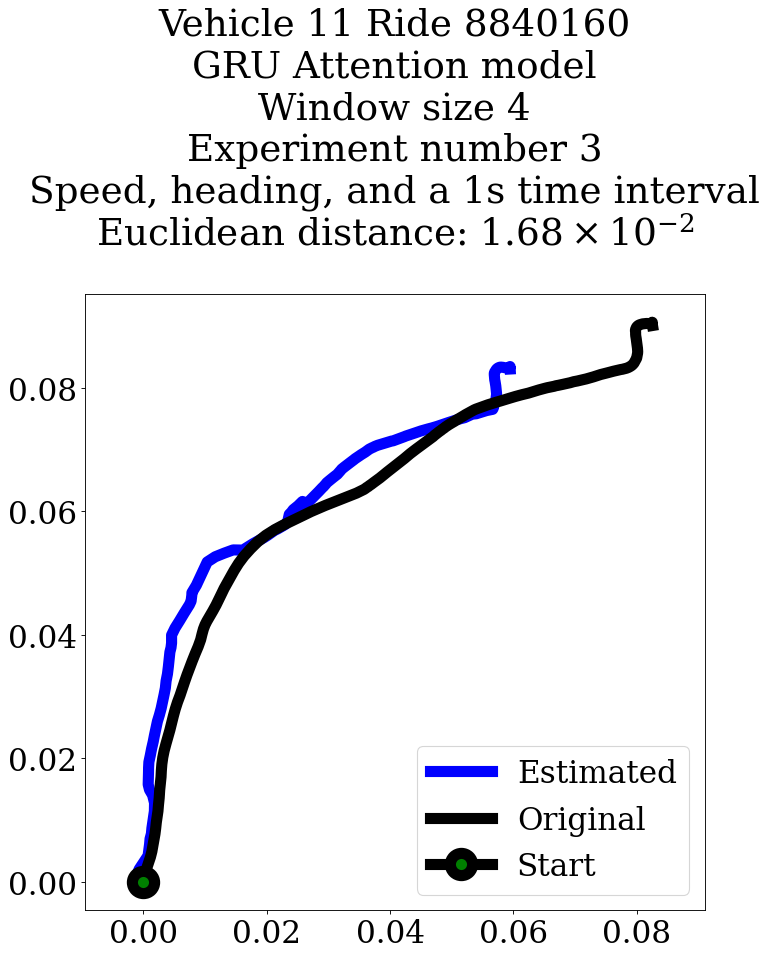 Vehicle 11 Ride 8840160
GRU Attention model
Window size 4
Experiment number 3
Speed, heading, and a 1s time interval
Euclidean distance: 1.68 × 10⁻²
0.08
0.06
0.04
0.02
0.00
Estimated
Original
Start
0.00 0.02 0.04 0.06 0.08